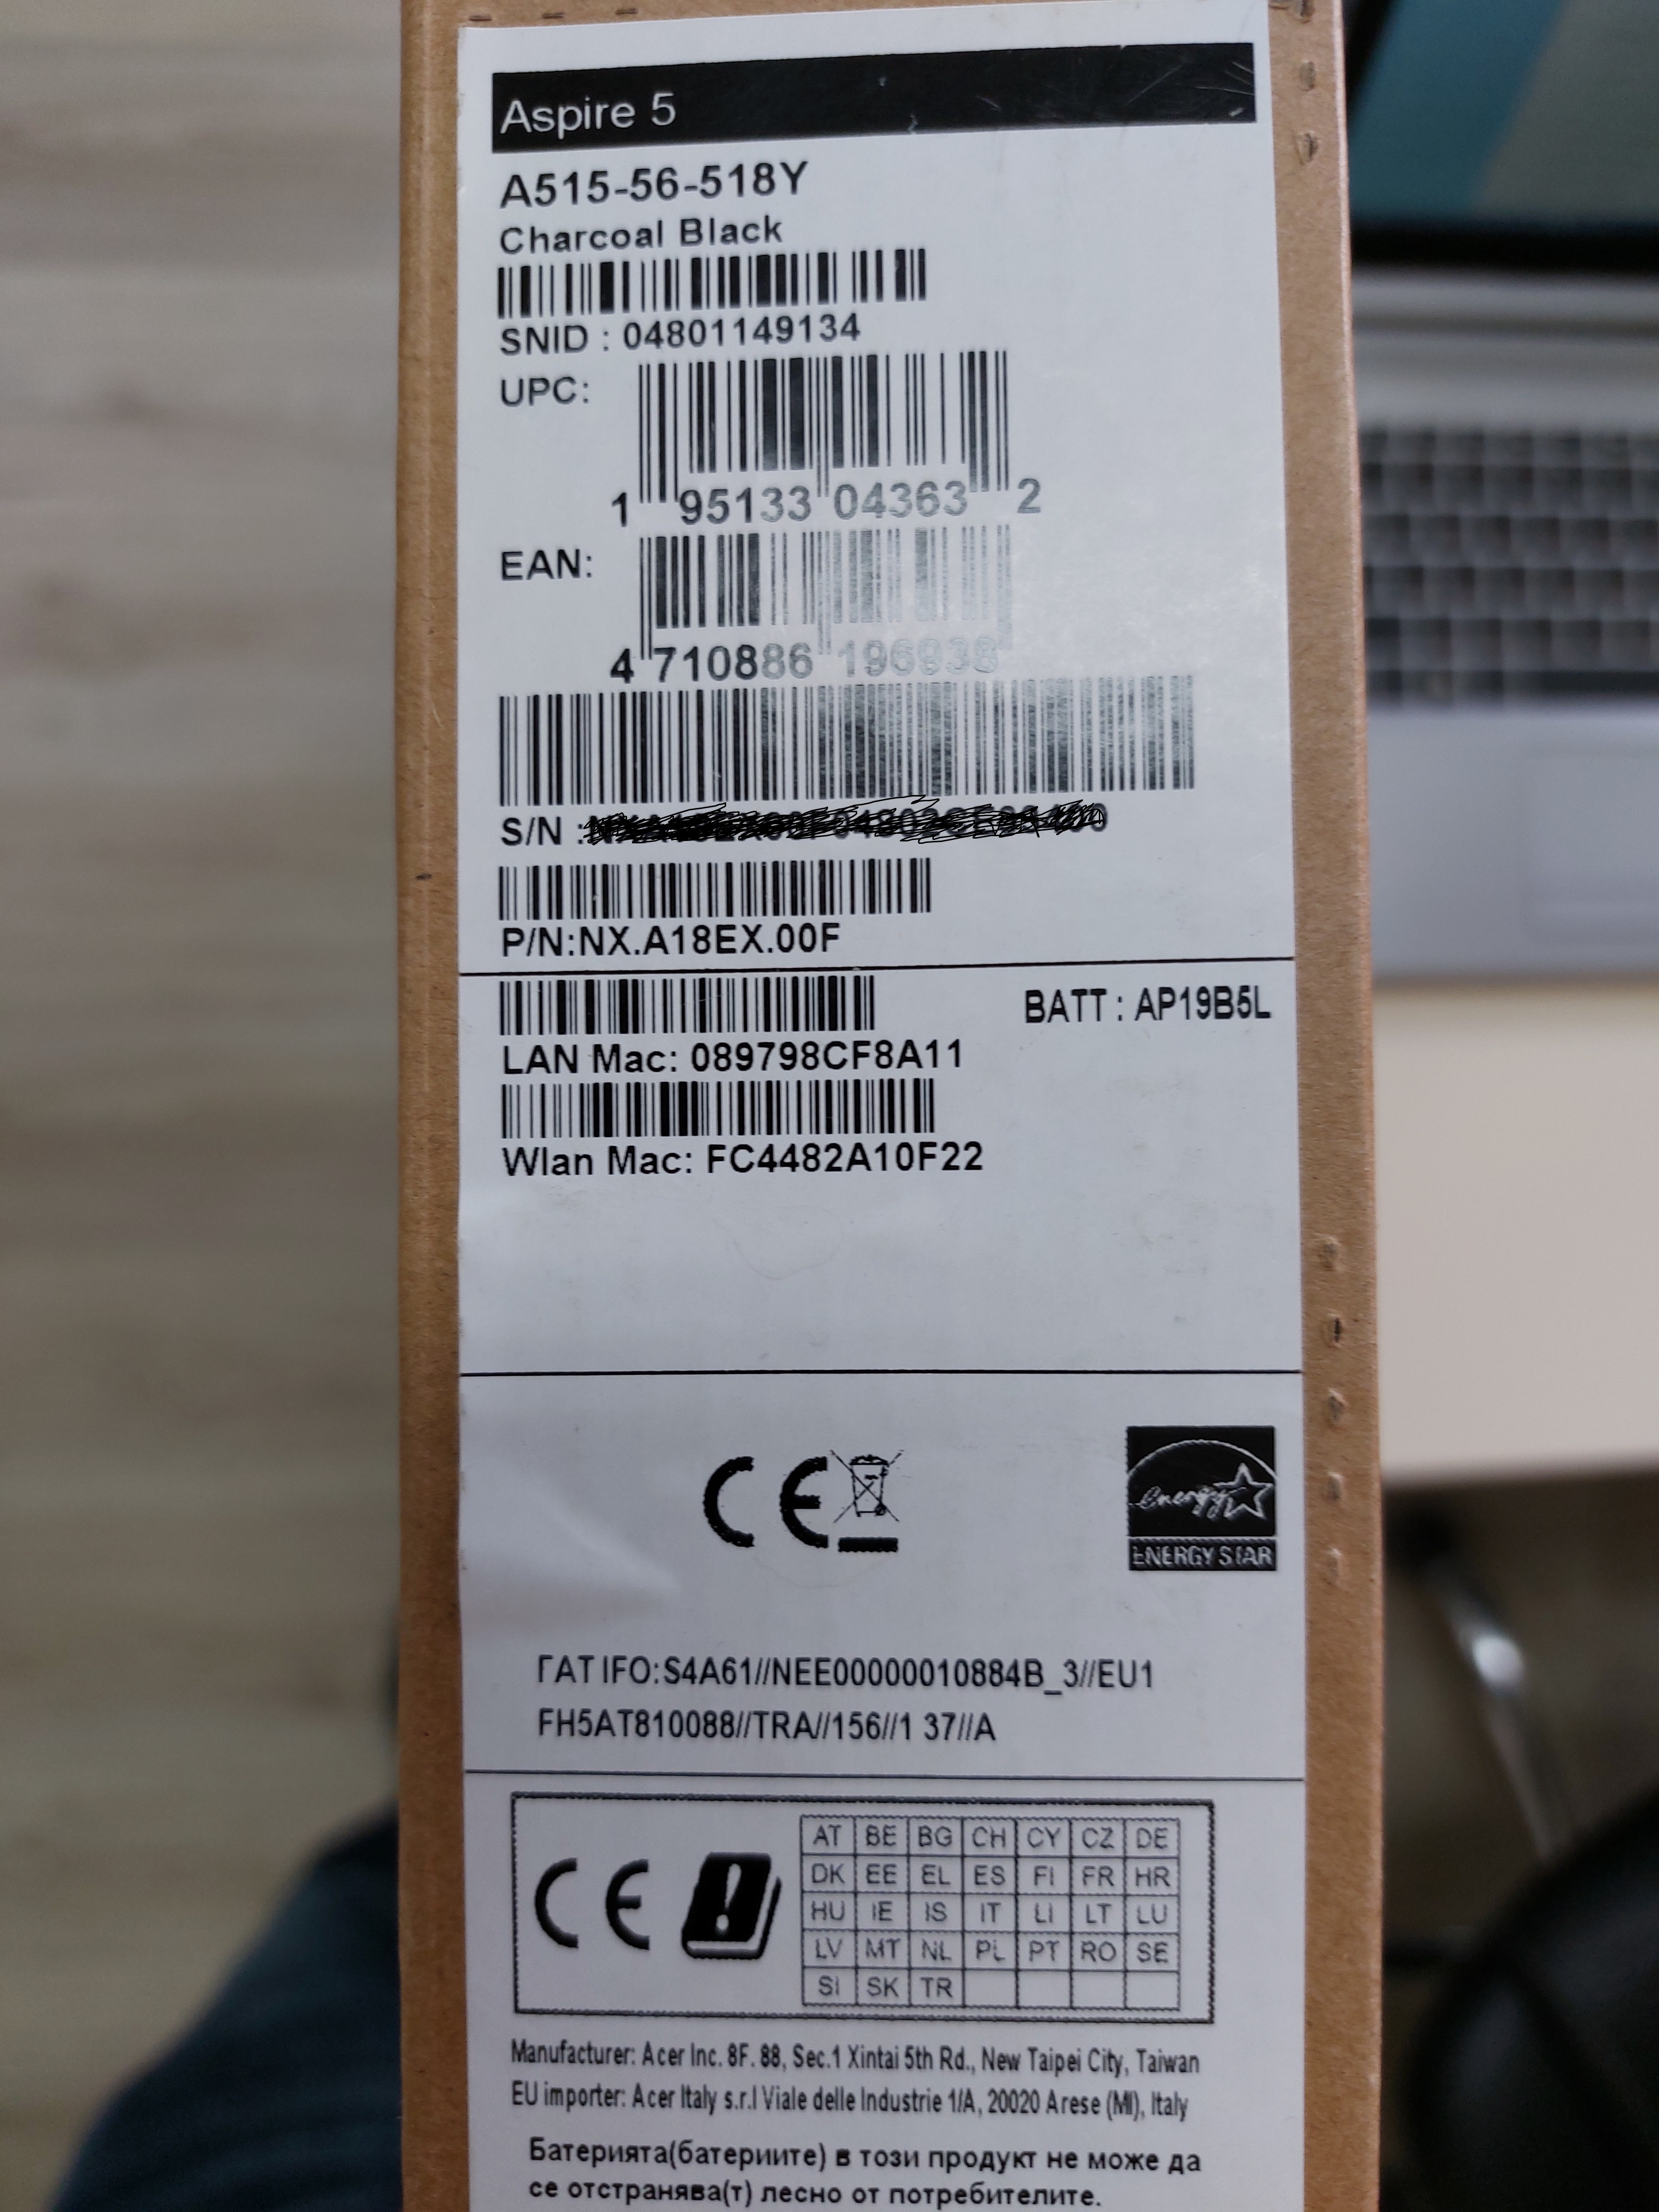 Aspire 5
A515-56-518Y
Charcoal Black
SNID : 04801149134
UPC:
1 95133 04363 2
EAN:
4 710886 196938
S/N :
P/N:NX.A18EX.00F
BATT : AP19B5L
LAN Mac: 089798CF8A11
Wlan Mac: FC4482A10F22
CE
energy
ENERGY STAR
ГAT IFO:S4A61//NEE00000010884B_3//EU1
FH5AT810088//TRA//156//1 37//A
CE
AT BE BG CH CY CZ DE
DK EE EL ES FI FR HR
HU IE IS IT LI LT LU
LV MT NL PL PT RO SE
SI SK TR
Manufacturer: Acer Inc. 8F. 88, Sec.1 Xintai 5th Rd., New Taipei City, Taiwan
EU importer: Acer Italy s.r.l Viale delle Industrie 1/A, 20020 Arese (MI), Italy
Батерията(батериите) в този продукт не може да
се отстранява(т) лесно от потребителите.